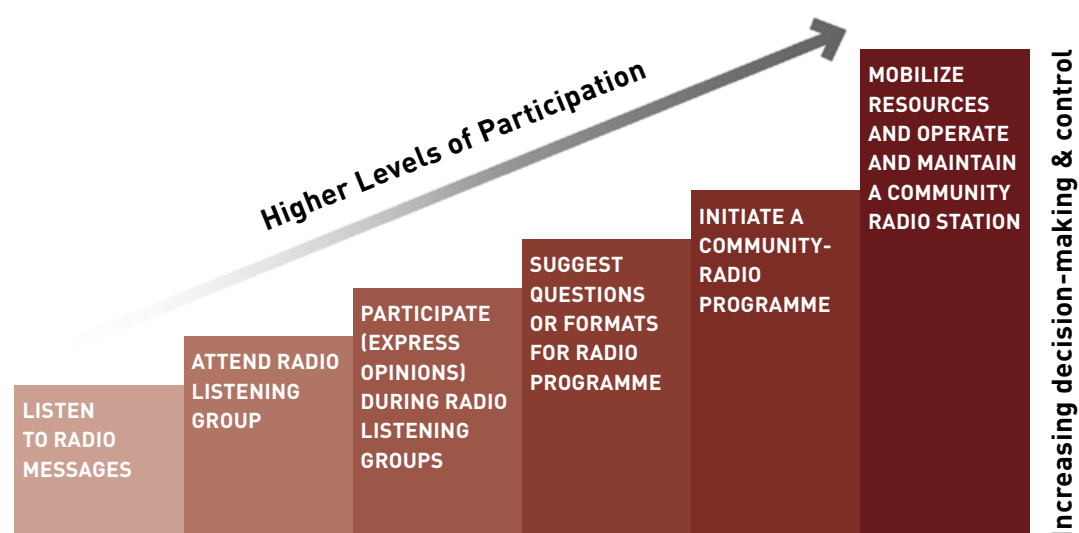 Higher Levels of Participation
LISTEN
TO RADIO
MESSAGES
ATTEND RADIO
LISTENING
GROUP
PARTICIPATE
(EXPRESS
OPINIONS)
DURING RADIO
LISTENING
GROUPS
SUGGEST
QUESTIONS
OR FORMATS
FOR RADIO
PROGRAMME
INITIATE A
COMMUNITY-
RADIO
PROGRAMME
MOBILIZE
RESOURCES
AND OPERATE
AND MAINTAIN
A COMMUNITY
RADIO STATION
Increasing decision-making & control